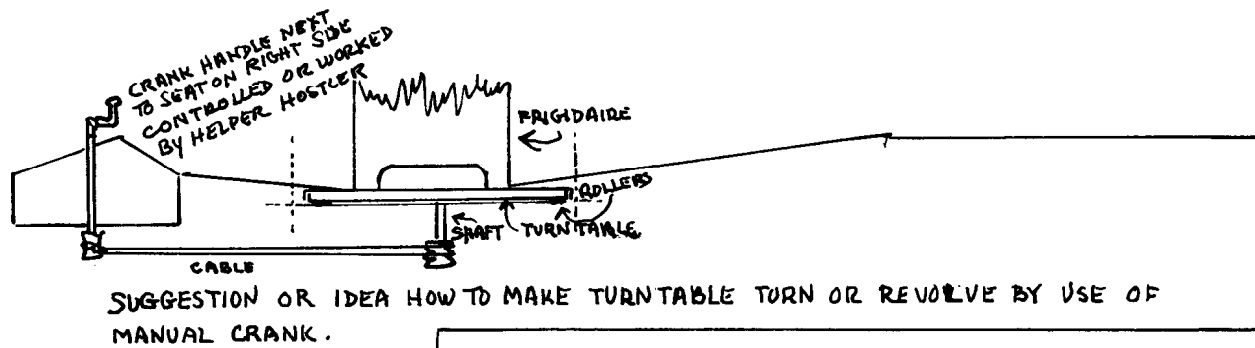 CRANK HANDLE NEXT
TO SEAT ON RIGHT SIDE
CONTROLLED OR WORKED
BY HELPER HOSTLER
FRIGIDAIRE
ROLLERS
SHAFT
TURNTABLE
CABLE
SUGGESTION OR IDEA HOW TO MAKE TURNTABLE TURN OR REVOLVE BY USE OF
MANUAL CRANK.